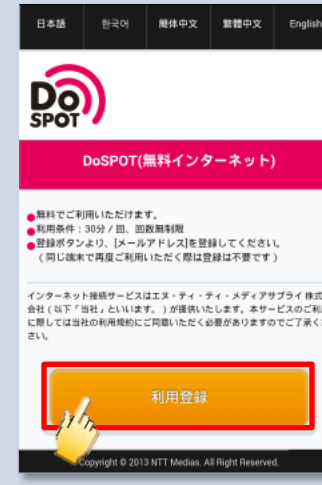 日本語 한국어 簡体中文 繁體中文 English
Do
SPOT
DoSPOT(無料インターネット)
●無料でご利用いただけます。
●利用条件：30分 / 回、回数無制限
●登録ボタンより、[メールアドレス]を登録してください。
（同じ端末で再度ご利用いただく際は登録は不要です）
インターネット接続サービスはエヌ・ティ・ティ・メディアサプライ 株式
会社 ( 以下『当社』といいます。 ) が提供いたします。本サービスのご利
に際しては当社の利用規約にご同意いただく必要がありますのでご了承く
さい。
利用登録
Copyright © 2013 NTT Medias. All Right Reserved.